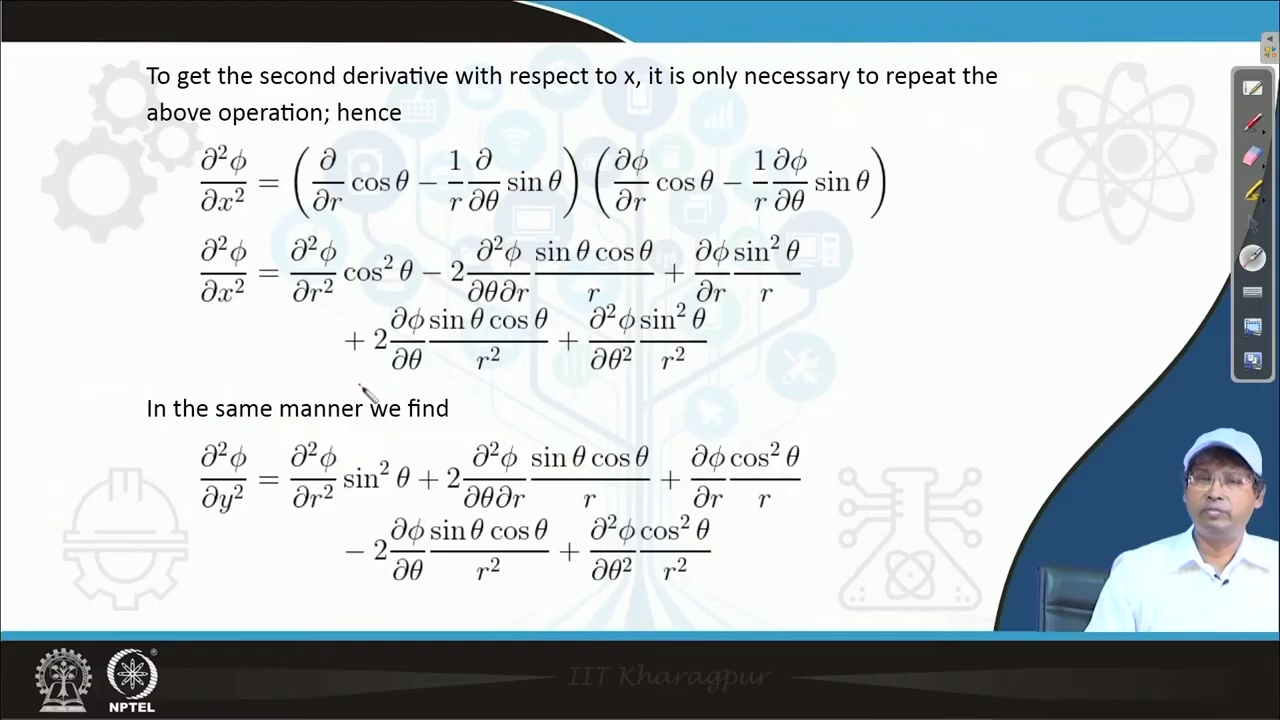 To get the second derivative with respect to x, it is only necessary to repeat the
above operation; hence
∂²ϕ/∂x² = (∂/∂r cos θ − 1/r ∂/∂θ sin θ) (∂ϕ/∂r cos θ − 1/r ∂ϕ/∂θ sin θ)
∂²ϕ/∂x² = ∂²ϕ/∂r² cos² θ − 2 ∂²ϕ/∂θ∂r sin θ cos θ/r + ∂ϕ/∂r sin² θ/r
+ 2 ∂ϕ/∂θ sin θ cos θ/r² + ∂²ϕ/∂θ² sin² θ/r²
In the same manner we find
∂²ϕ/∂y² = ∂²ϕ/∂r² sin² θ + 2 ∂²ϕ/∂θ∂r sin θ cos θ/r + ∂ϕ/∂r cos² θ/r
− 2 ∂ϕ/∂θ sin θ cos θ/r² + ∂²ϕ/∂θ² cos² θ/r²
IIT Kharagpur
®
NPTEL